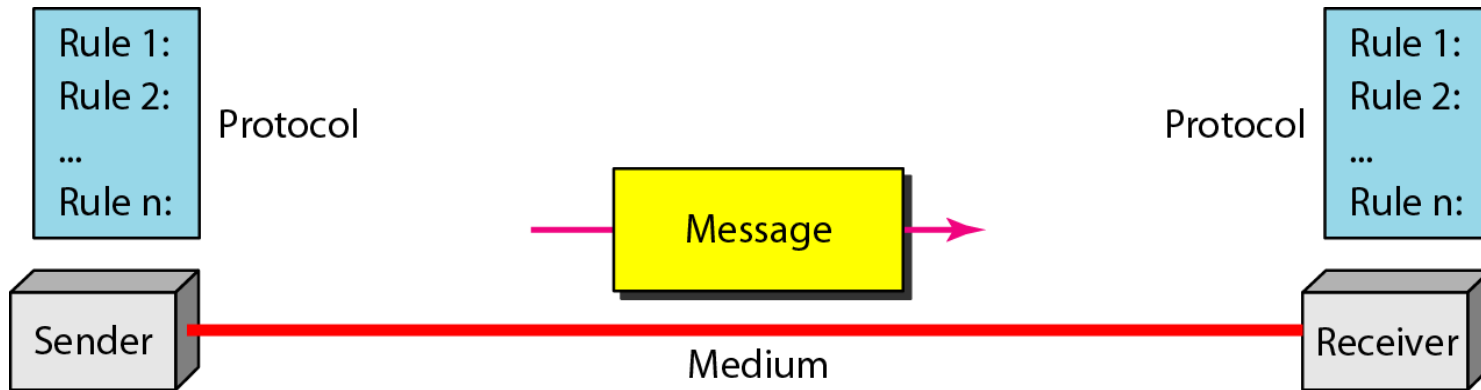 Rule 1:
Rule 2:
...
Rule n:
Protocol
Message
Protocol
Rule 1:
Rule 2:
...
Rule n:
Sender
Medium
Receiver